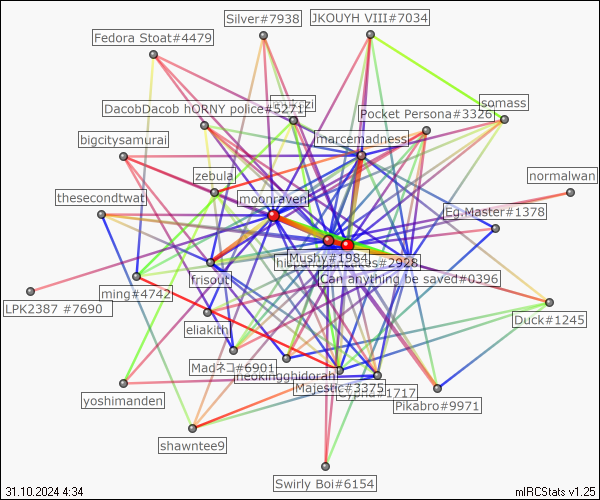 Silver#7938
JKOUYH VIII#7034
Fedora Stoat#4479
somass
DacobDacob hORNY police#5271
Pocket Persona#3326
bigcitysamurai
marcemadness
zebula
normalwan
thesecondtwat
moonraven
Eg.Master#1378
Mushy#1984
#2928
frisout
Can anything be saved#0396
ming#4742
LPK2387 #7690
Duck#1245
eliakith
Madネコ#6901
neokingghidorah
Majestic#3375
#1717
yoshimanden
Pikabro#9971
shawntee9
Swirly Boi#6154
31.10.2024 4:34
mIRCStats v1.25